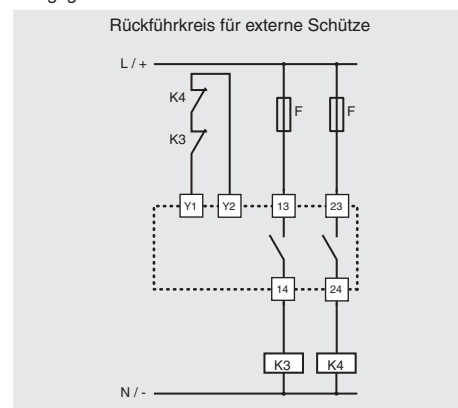 Rückführkreis für externe Schütze
L / +
K4
F
F
K3
Y1
Y2
13
23
14
24
K3
K4
N / -